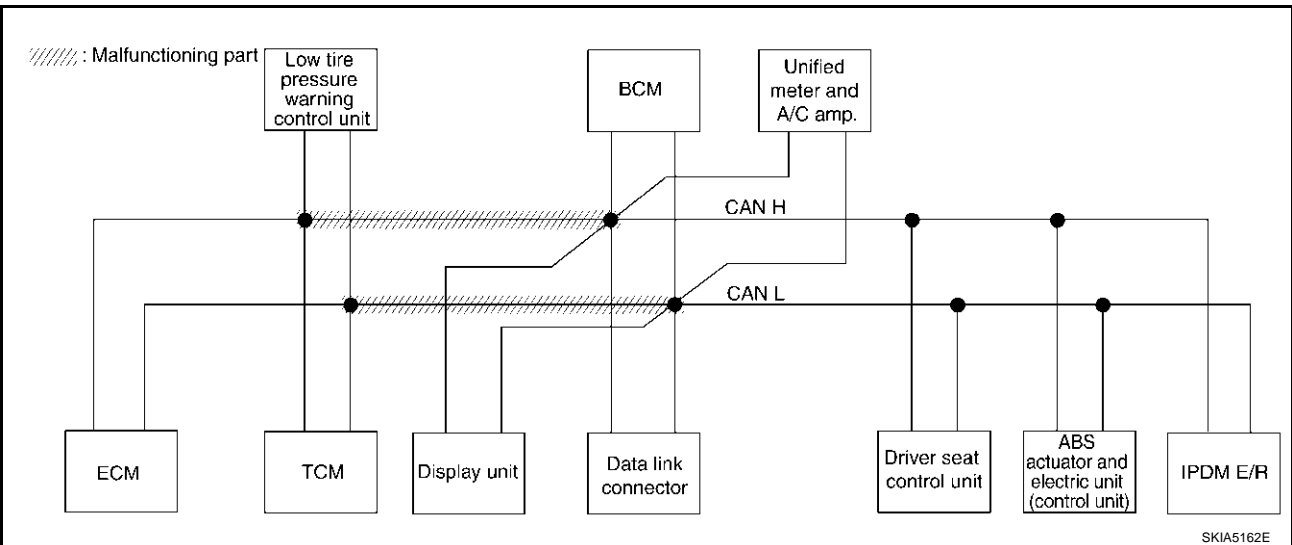 : Malfunctioning part
Low tire
pressure
warning
control unit
BCM
Unified
meter and
A/C amp.
CAN H
CAN L
ECM
TCM
Display unit
Data link
connector
Driver seat
control unit
ABS
actuator and
electric unit
(control unit)
IPDM E/R
SKIA5162E